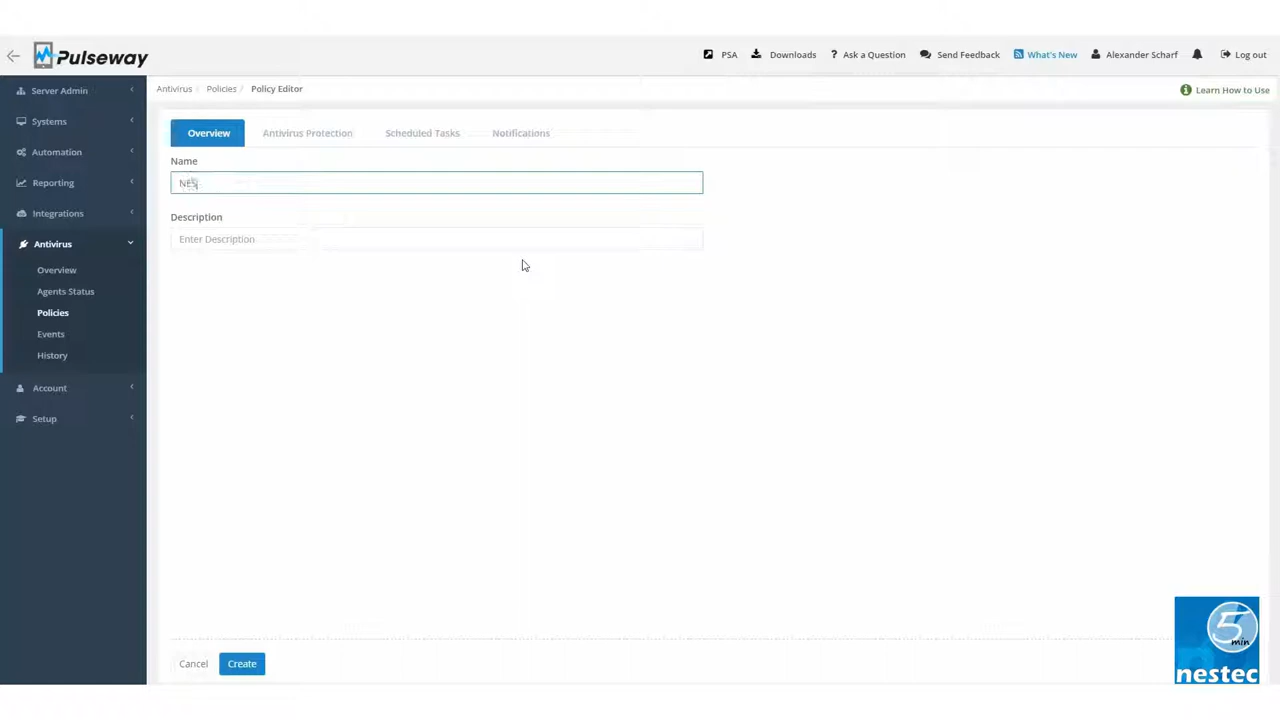 Pulseway
PSA
Downloads
? Ask a Question
Send Feedback
What's New
Alexander Scharf
Log out
Server Admin
Systems
Automation
Reporting
Integrations
Antivirus
Overview
Agents Status
Policies
Events
History
Account
Setup
Antivirus / Policies / Policy Editor
Learn How to Use
Overview
Antivirus Protection
Scheduled Tasks
Notifications
Name
NES
Description
Enter Description
Cancel
Create
5
min
nestec